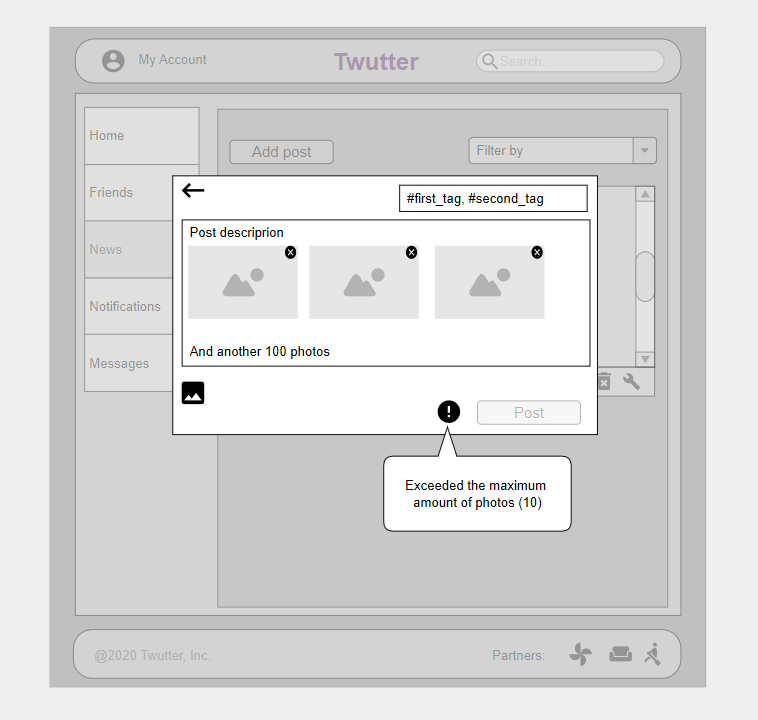 My Account
Twutter
Search...
Home
Friends
News
Notifications
Messages
Add post
Filter by
#first_tag, #second_tag
Post descriprion
And another 100 photos
Post
Exceeded the maximum
amount of photos (10)
@2020 Twutter, Inc.
Partners: